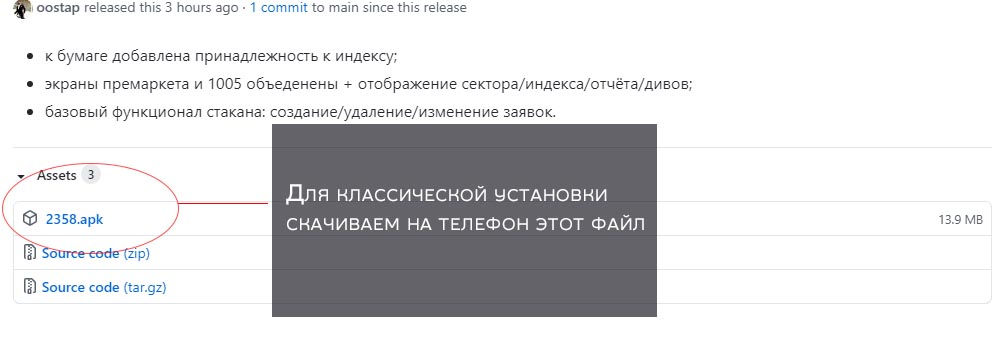 oostap released this 3 hours ago · 1 commit to main since this release
к бумаге добавлена принадлежность к индексу;
экраны премаркета и 1005 объеденены + отображение сектора/индекса/отчёта/дивов;
базовый функционал стакана: создание/удаление/изменение заявок.
Assets 3
Для классической установки
скачиваем на телефон этот файл
2358.apk 13.9 MB
Source code (zip)
Source code (tar.gz)